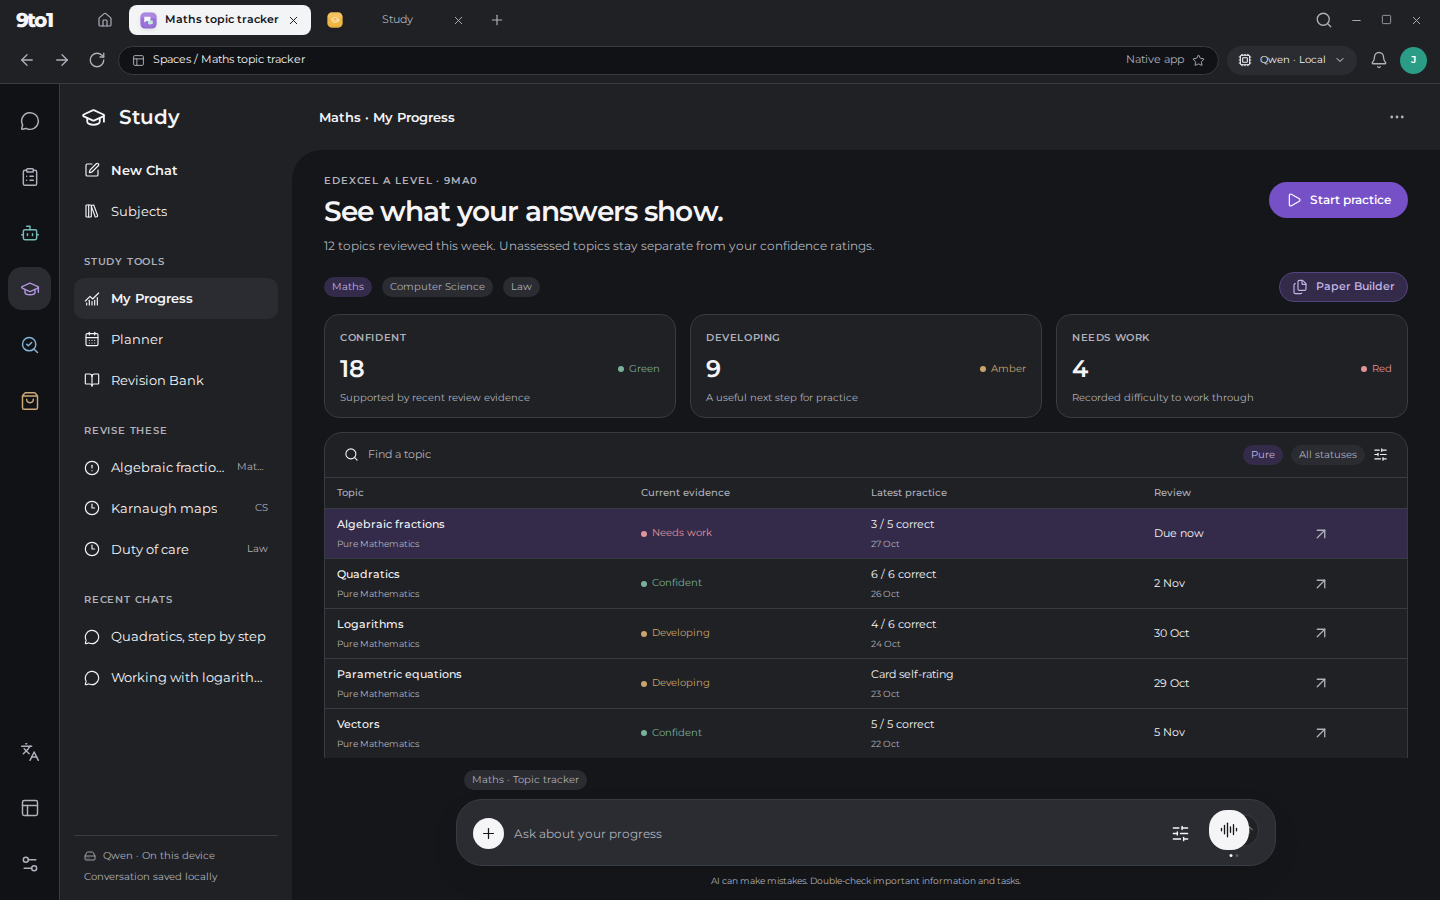 9to1
Maths topic tracker
Study
Spaces / Maths topic tracker
Native app
Qwen · Local
J
Study
New Chat
Subjects
STUDY TOOLS
My Progress
Planner
Revision Bank
REVISE THESE
Algebraic fractio... Mat...
Karnaugh maps CS
Duty of care Law
RECENT CHATS
Quadratics, step by step
Working with logarith...
Qwen · On this device
Conversation saved locally
Maths · My Progress
EDEXCEL A LEVEL · 9MA0
See what your answers show.
12 topics reviewed this week. Unassessed topics stay separate from your confidence ratings.
Start practice
Maths Computer Science Law
Paper Builder
CONFIDENT
18
Green
Supported by recent review evidence
DEVELOPING
9
Amber
A useful next step for practice
NEEDS WORK
4
Red
Recorded difficulty to work through
Find a topic
Pure All statuses
Topic Current evidence Latest practice Review
Algebraic fractions
Pure Mathematics
Needs work
3 / 5 correct
27 Oct
Due now
Quadratics
Pure Mathematics
Confident
6 / 6 correct
26 Oct
2 Nov
Logarithms
Pure Mathematics
Developing
4 / 6 correct
24 Oct
30 Oct
Parametric equations
Pure Mathematics
Developing
Card self-rating
23 Oct
29 Oct
Vectors
Pure Mathematics
Confident
5 / 5 correct
22 Oct
5 Nov
Maths · Topic tracker
Ask about your progress
AI can make mistakes. Double-check important information and tasks.